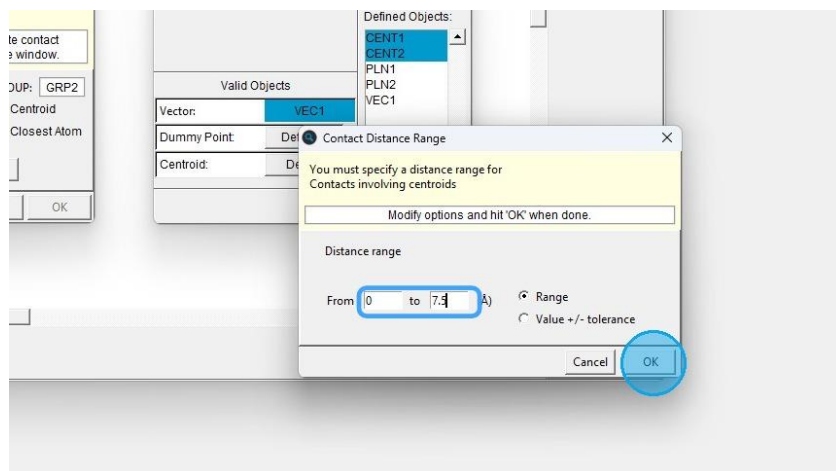 te contact
e window.
OUP: GRP2
Centroid
Closest Atom
OK
Defined Objects:
CENT1
CENT2
PLN1
PLN2
VEC1
Valid Objects
Vector: VEC1
Dummy Point: Def
Centroid: De
Contact Distance Range
You must specify a distance range for
Contacts involving centroids
Modify options and hit 'OK' when done.
Distance range
From 0 to 7.5 Å)
Range
Value +/- tolerance
Cancel OK